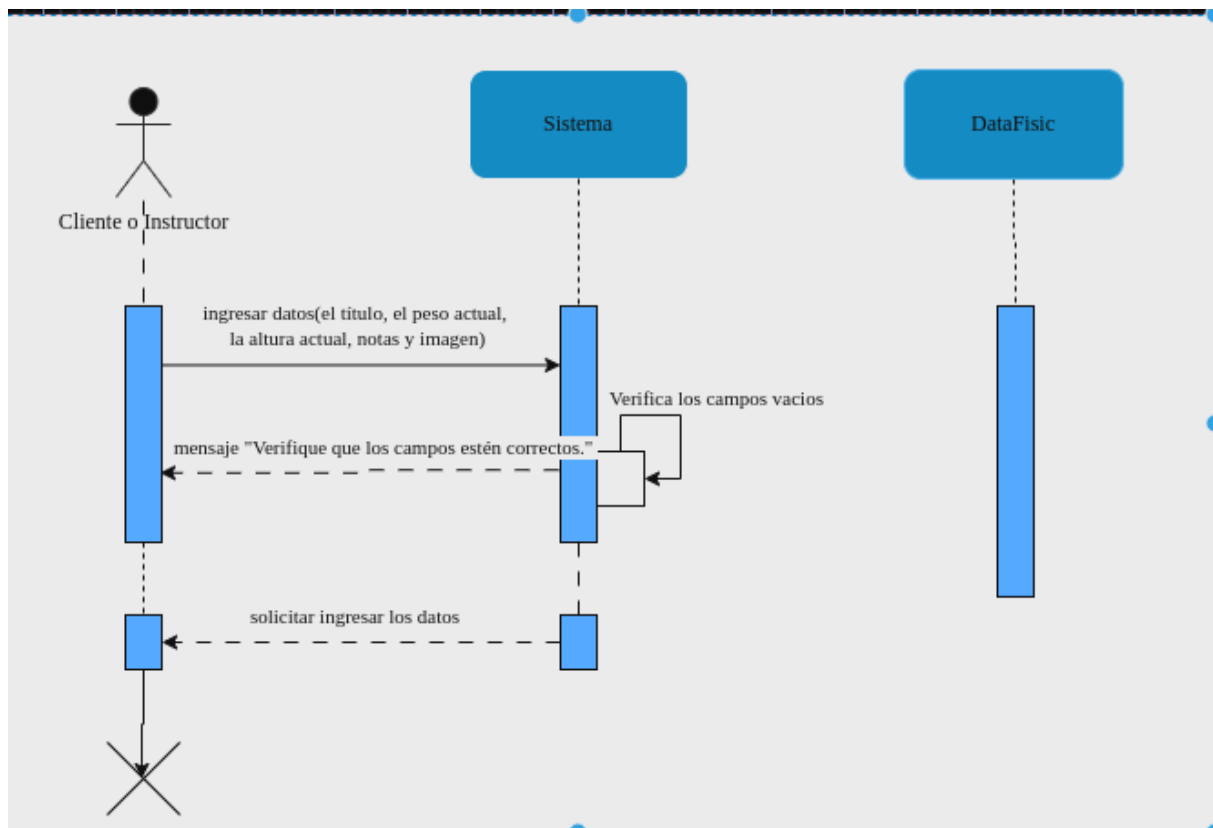 Sistema
DataFisic
Cliente o Instructor
ingresar datos(el título, el peso actual,
la altura actual, notas y imagen)
Verifica los campos vacios
mensaje "Verifique que los campos estén correctos."
solicitar ingresar los datos